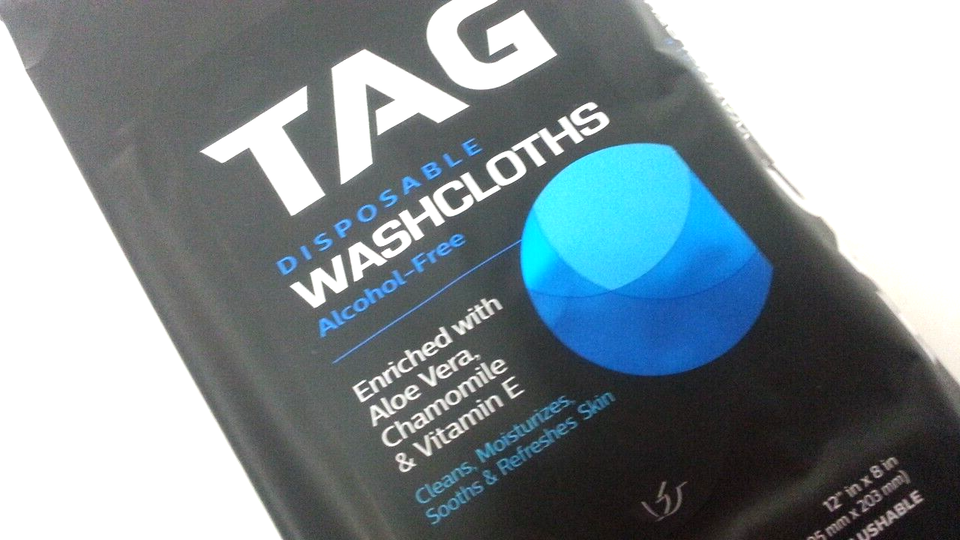 TAG
DISPOSABLE
WASHCLOTHS
Alcohol-Free
Enriched with
Aloe Vera,
Chamomile
& Vitamin E
Cleans, Moisturizes,
Sooths & Refreshes Skin
12" in x 8 in
mm x 203 mm)